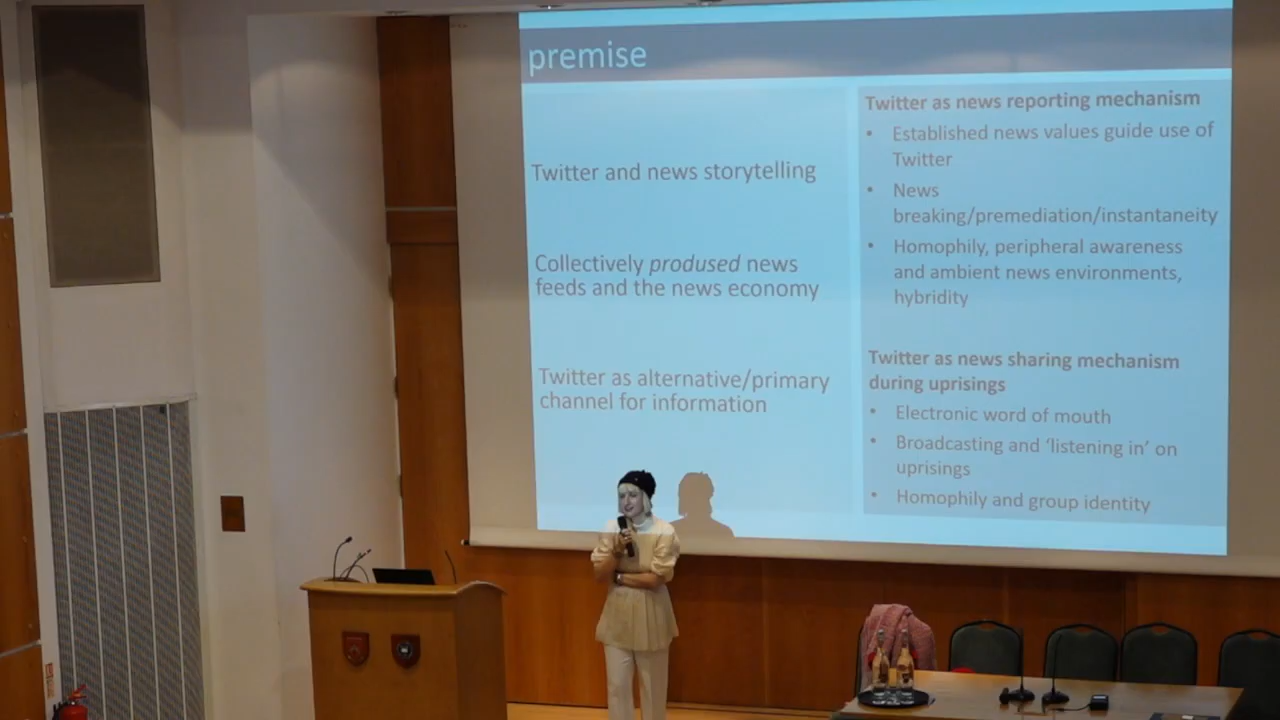 premise
Twitter and news storytelling
Collectively prodused news
feeds and the news economy
Twitter as alternative/primary
channel for information
Twitter as news reporting mechanism
• Established news values guide use of
Twitter
• News
breaking/premediation/instantaneity
• Homophily, peripheral awareness
and ambient news environments,
hybridity
Twitter as news sharing mechanism
during uprisings
• Electronic word of mouth
• Broadcasting and ‘listening in’ on
uprisings
• Homophily and group identity